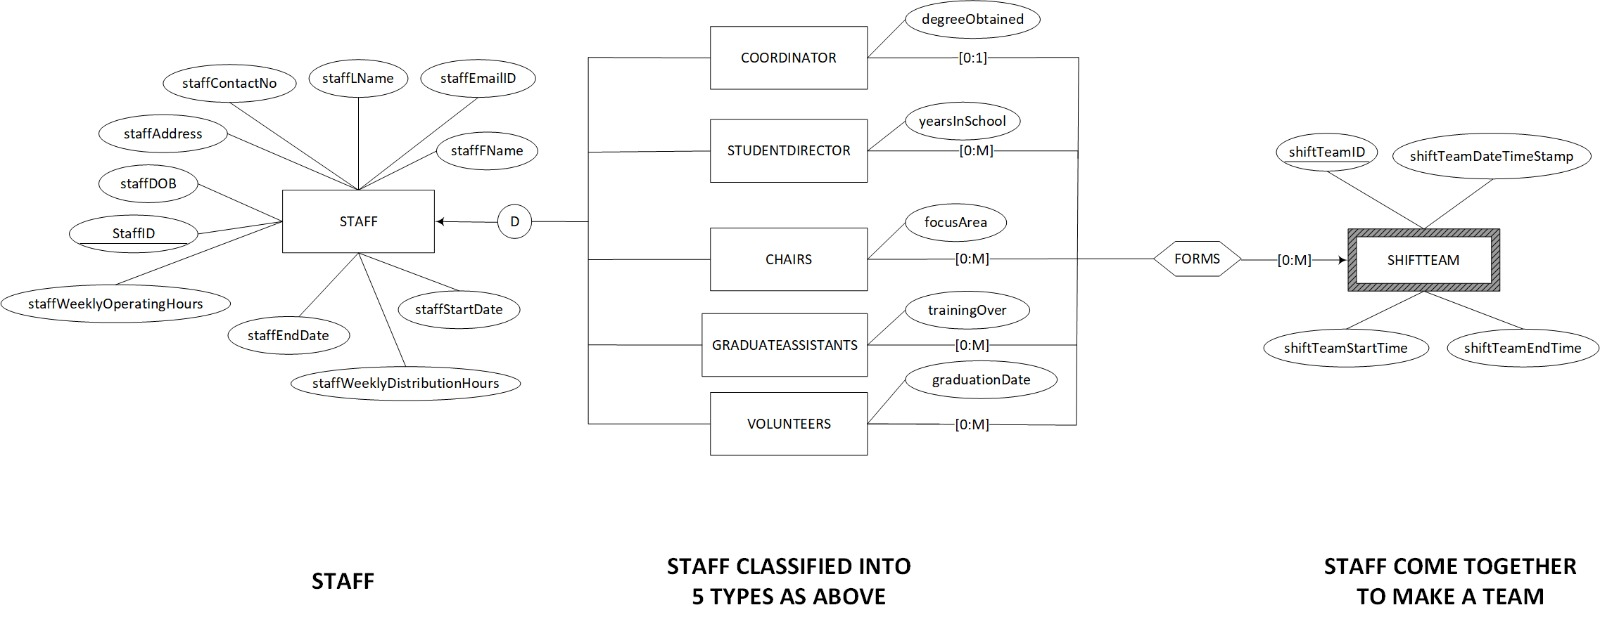 degreeObtained
COORDINATOR
[0:1]
staffContactNo
staffLName
staffEmailID
staffAddress
staffFName
yearsInSchool
STUDENTDIRECTOR
[0:M]
shiftTeamID
shiftTeamDateTimeStamp
staffDOB
StaffID
STAFF
D
focusArea
CHAIRS
[0:M]
FORMS
[0:M]
SHIFTTEAM
staffWeeklyOperatingHours
staffStartDate
staffEndDate
staffWeeklyDistributionHours
trainingOver
GRADUATEASSISTANTS
[0:M]
shiftTeamStartTime
shiftTeamEndTime
graduationDate
VOLUNTEERS
[0:M]
STAFF
STAFF CLASSIFIED INTO
5 TYPES AS ABOVE
STAFF COME TOGETHER
TO MAKE A TEAM